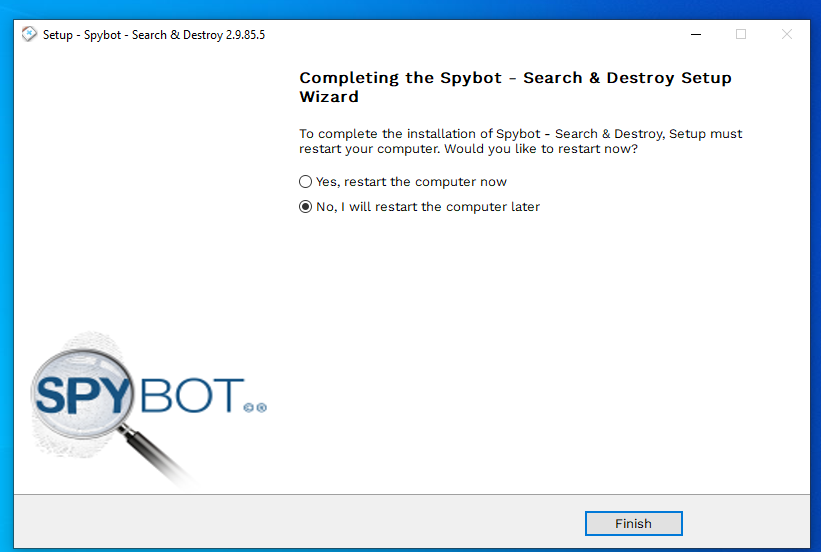 Setup - Spybot - Search & Destroy 2.9.85.5
Completing the Spybot - Search & Destroy Setup
Wizard
To complete the installation of Spybot - Search & Destroy, Setup must
restart your computer. Would you like to restart now?
Yes, restart the computer now
No, I will restart the computer later
SPYBOT ©®
Finish